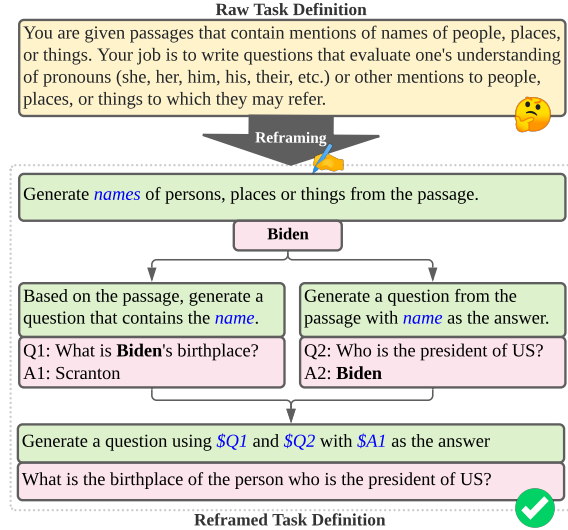 Raw Task Definition
You are given passages that contain mentions of names of people, places,
or things. Your job is to write questions that evaluate one's understanding
of pronouns (she, her, him, his, their, etc.) or other mentions to people,
places, or things to which they may refer.
Reframing
Generate names of persons, places or things from the passage.
Biden
Based on the passage, generate a
question that contains the name.
Q1: What is Biden's birthplace?
A1: Scranton
Generate a question from the
passage with name as the answer.
Q2: Who is the president of US?
A2: Biden
Generate a question using $Q1 and $Q2 with $A1 as the answer
What is the birthplace of the person who is the president of US?
Reframed Task Definition